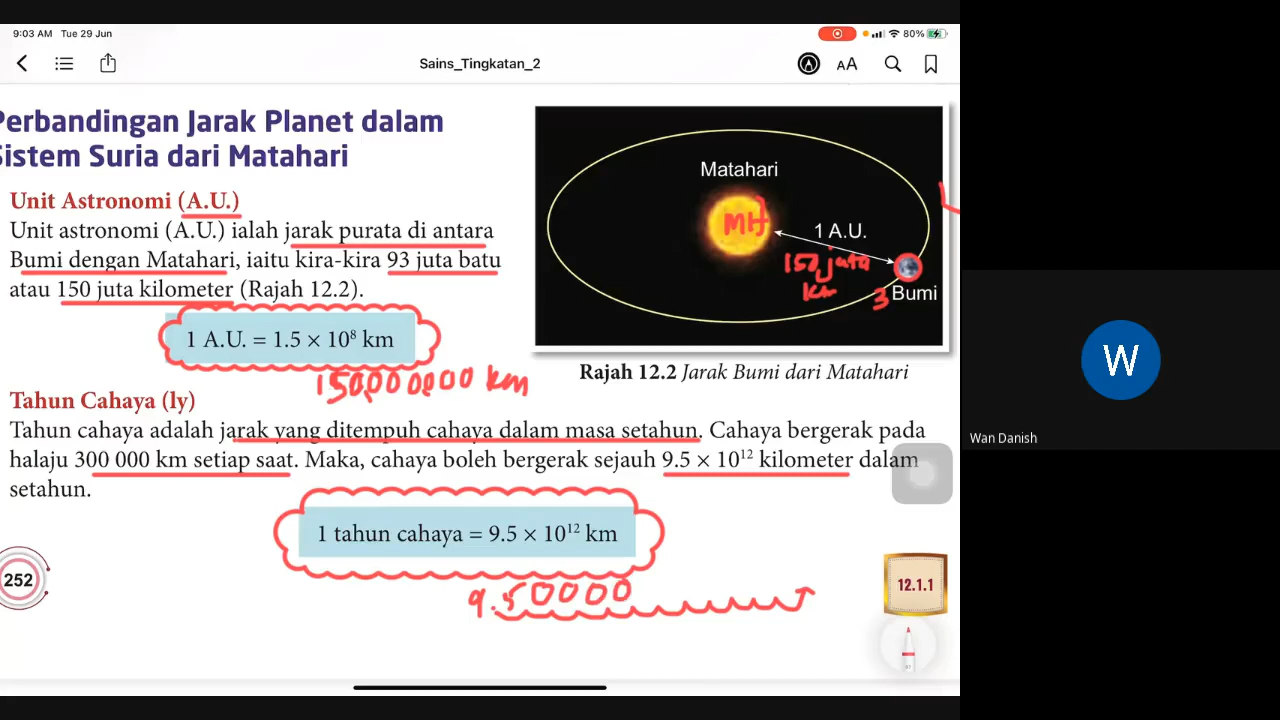 9:03 AM Tue 29 Jun
80%
Sains_Tingkatan_2
AA
Perbandingan Jarak Planet dalam
Sistem Suria dari Matahari
Unit Astronomi (A.U.)
Unit astronomi (A.U.) ialah jarak purata di antara
Bumi dengan Matahari, iaitu kira-kira 93 juta batu
atau 150 juta kilometer (Rajah 12.2).
1 A.U. = 1.5 × 10⁸ km
150,000,000 km
Matahari
MH
1 A.U.
150 juta
km
3
Bumi
Rajah 12.2 Jarak Bumi dari Matahari
Tahun Cahaya (ly)
Tahun cahaya adalah jarak yang ditempuh cahaya dalam masa setahun. Cahaya bergerak pada
halaju 300 000 km setiap saat. Maka, cahaya boleh bergerak sejauh 9.5 × 10¹² kilometer dalam
setahun.
1 tahun cahaya = 9.5 × 10¹² km
9.50000
252
12.1.1
W
Wan Danish